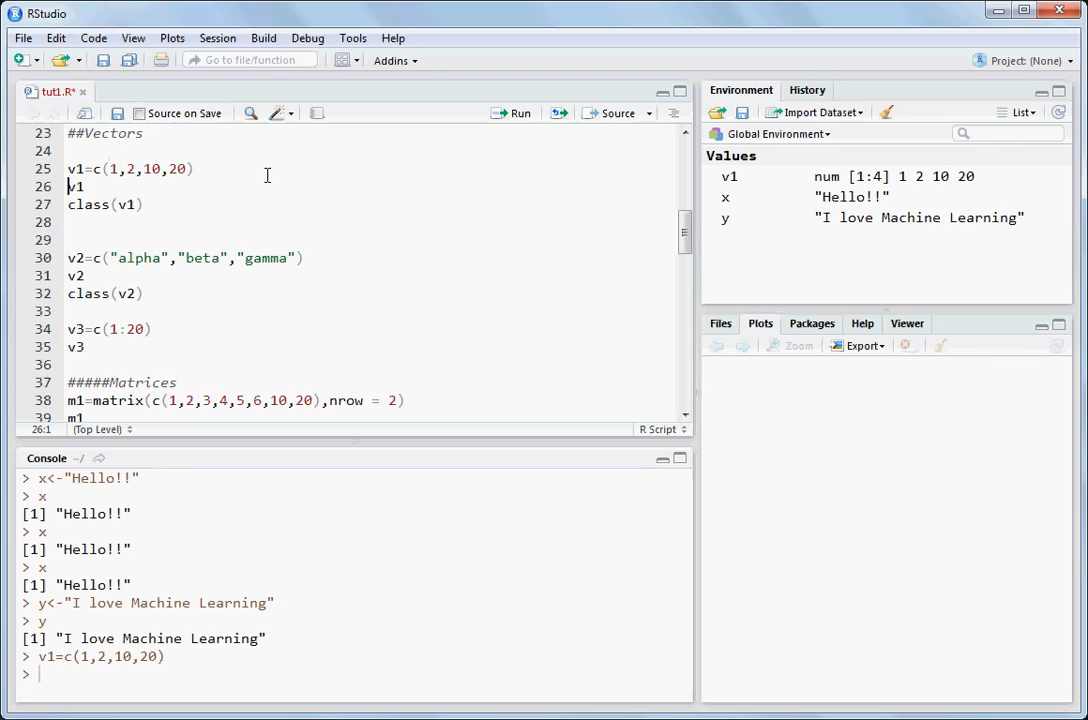 RStudio
File Edit Code View Plots Session Build Debug Tools Help
Go to file/function Addins Project: (None)
tut1.R*
Source on Save Run Source
23 ##Vectors
24
25 v1=c(1,2,10,20)
26 v1
27 class(v1)
28
29
30 v2=c("alpha","beta","gamma")
31 v2
32 class(v2)
33
34 v3=c(1:20)
35 v3
36
37 #####Matrices
38 m1=matrix(c(1,2,3,4,5,6,10,20),nrow = 2)
39 m1
26:1 (Top Level) R Script
Console ~/
> x<-"Hello!!"
> x
[1] "Hello!!"
> x
[1] "Hello!!"
> x
[1] "Hello!!"
> y<-"I love Machine Learning"
> y
[1] "I love Machine Learning"
> v1=c(1,2,10,20)
>
Environment History
Import Dataset List
Global Environment
Values
v1 num [1:4] 1 2 10 20
x "Hello!!"
y "I love Machine Learning"
Files Plots Packages Help Viewer
Zoom Export